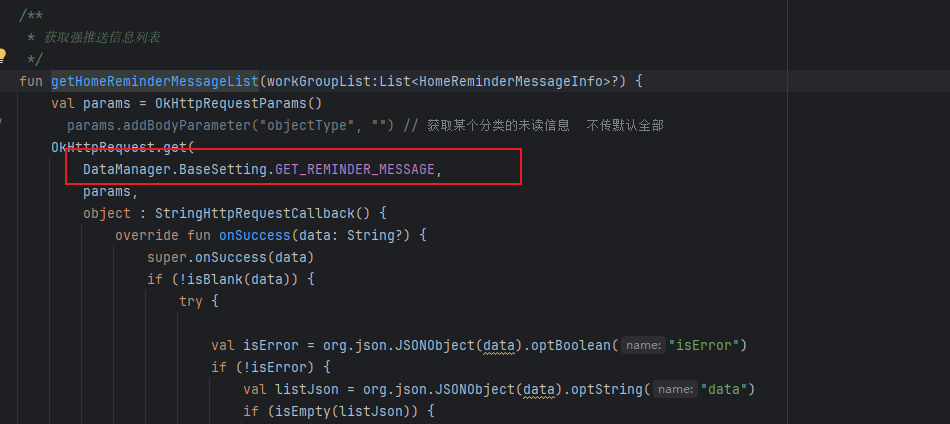 /**
* 获取强推送信息列表
*/
fun getHomeReminderMessageList(workGroupList:List<HomeReminderMessageInfo>?) {
val params = OkHttpRequestParams()
params.addBodyParameter("objectType", "") // 获取某个分类的未读信息  不传默认全部
OkHttpRequest.get(
DataManager.BaseSetting.GET_REMINDER_MESSAGE,
params,
object : StringHttpRequestCallback() {
override fun onSuccess(data: String?) {
super.onSuccess(data)
if (!isBlank(data)) {
try {
val isError = org.json.JSONObject(data).optBoolean( name: "isError")
if (!isError) {
val listJson = org.json.JSONObject(data).optString( name: "data")
if (isEmpty(listJson)) {